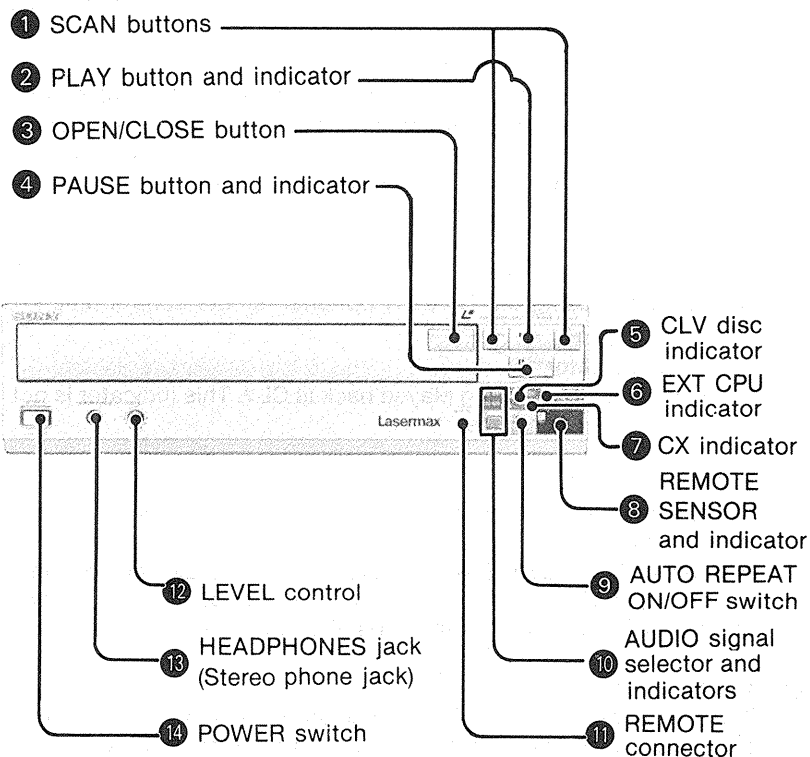 1 SCAN buttons
2 PLAY button and indicator
3 OPEN/CLOSE button
4 PAUSE button and indicator
5 CLV disc
indicator
6 EXT CPU
indicator
7 CX indicator
8 REMOTE
SENSOR
and indicator
9 AUTO REPEAT
ON/OFF switch
10 AUDIO signal
selector and
indicators
11 REMOTE
connector
Lasermax
12 LEVEL control
13 HEADPHONES jack
(Stereo phone jack)
14 POWER switch